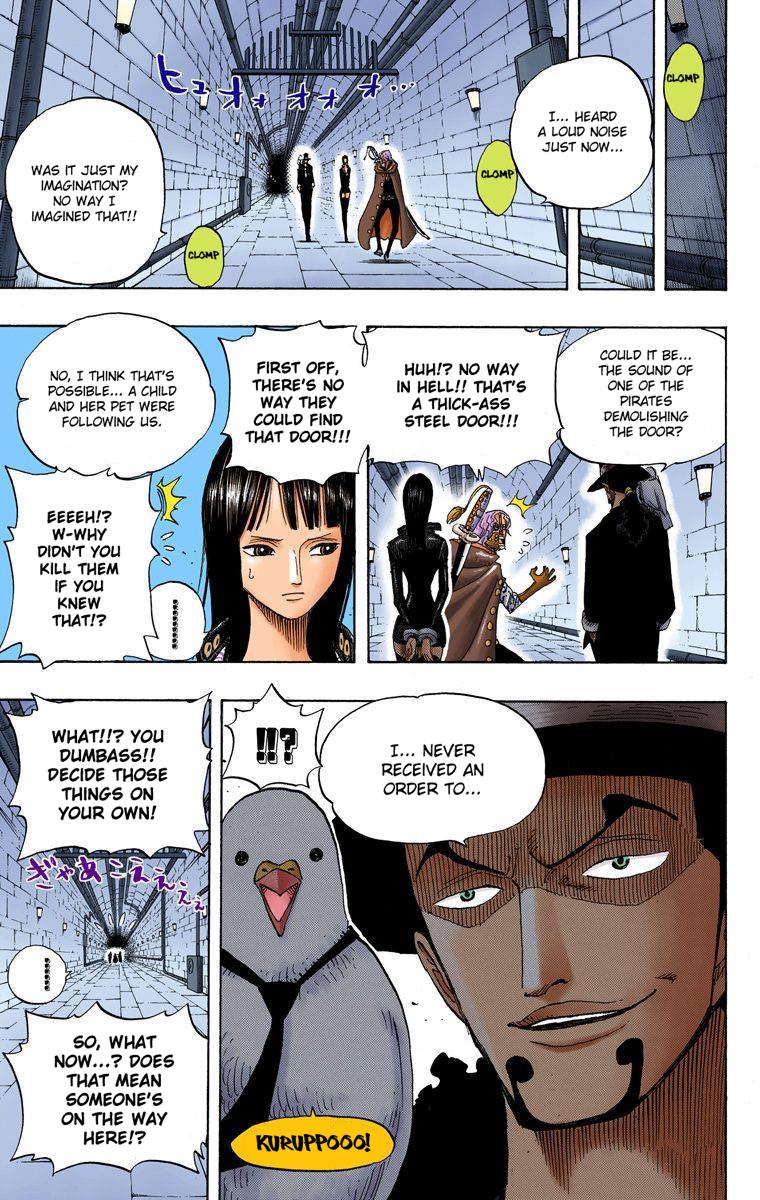 CLOMP
I... HEARD
A LOUD NOISE
JUST NOW...
CLOMP
ヒュオォオオオ...
WAS IT JUST MY
IMAGINATION?
NO WAY I
IMAGINED THAT!!
CLOMP
COULD IT BE...
THE SOUND OF
ONE OF THE
PIRATES
DEMOLISHING
THE DOOR?
HUH!? NO WAY
IN HELL!! THAT'S
A THICK-ASS
STEEL DOOR!!!
FIRST OFF,
THERE'S NO
WAY THEY
COULD FIND
THAT DOOR!!!
NO, I THINK THAT'S
POSSIBLE... A CHILD
AND HER PET WERE
FOLLOWING US.
........
EEEEH!?
W-WHY
DIDN'T YOU
KILL THEM
IF YOU
KNEW
THAT!?
I... NEVER
RECEIVED AN
ORDER TO...
!!?
KURUPPOOO!
WHAT!!? YOU
DUMBASS!!
DECIDE THOSE
THINGS ON
YOUR OWN!
ぎゃあこえぇぇぇ
......
SO, WHAT
NOW...? DOES
THAT MEAN
SOMEONE'S
ON THE WAY
HERE!?